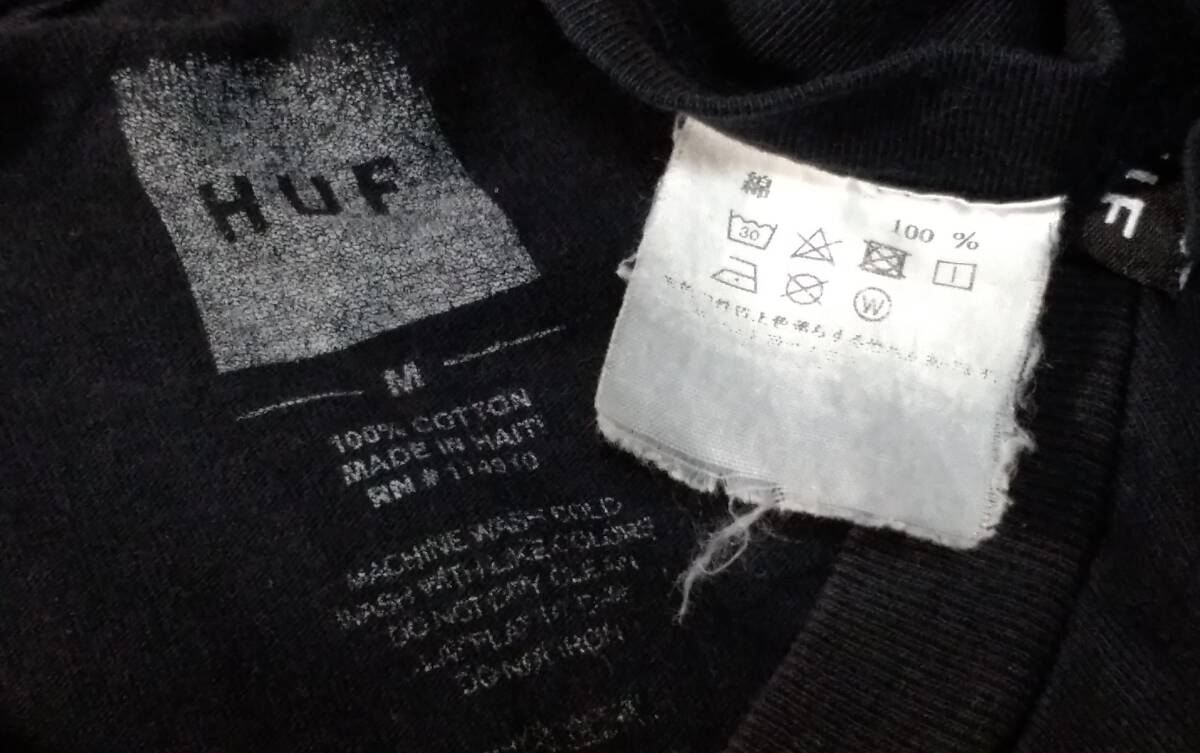 HUF
M
100% COTTON
MADE IN HAITI
RN # 114910
MACHINE WASH COLD
WASH WITH LIKE COLORS
DO NOT DRY CLEAN
LAY FLAT TO DRY
DO NOT IRON
綿
100 %
30
W